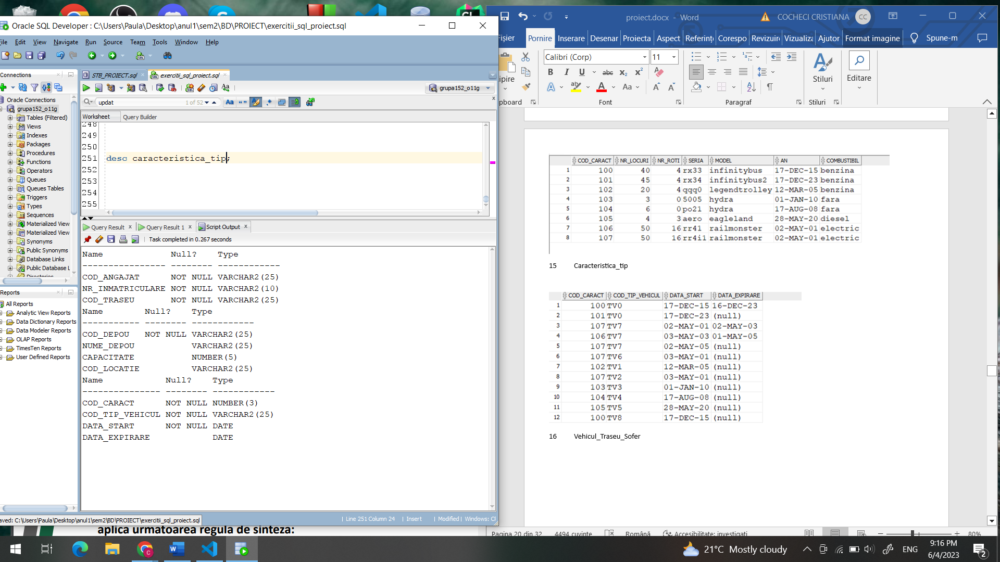 Oracle SQL Developer : C:\Users\Paula\Desktop\anul1\sem2\BD\PROIECT\exercitii_sql_proiect.sql
File Edit View Navigate Run Source Team Tools Window Help
Connections
Oracle Connections
grupa152_o11g
Tables (Filtered)
Views
Indexes
Packages
Procedures
Functions
Operators
Queues
Queues Tables
Triggers
Types
Sequences
Materialized View
Materialized View
Synonyms
Public Synonyms
Database Links
Public Database L
Directories
Reports
All Reports
Analytic View Reports
Data Dictionary Reports
Data Modeler Reports
OLAP Reports
TimesTen Reports
User Defined Reports
STB_PROIECT.sql exercitii_sql_proiect.sql
grupa152_o11g
updat 1 of 52
Worksheet Query Builder
248
249
250
251 desc caracteristica_tip;
252
253
254
255
Query Result Query Result 1 Script Output
Task completed in 0.267 seconds
Name Null? Type
---------------- -------- ------------
COD_ANGAJAT NOT NULL VARCHAR2(25)
NR_INMATRICULARE NOT NULL VARCHAR2(10)
COD_TRASEU NOT NULL VARCHAR2(25)
Name Null? Type
----------- -------- ------------
COD_DEPOU NOT NULL VARCHAR2(25)
NUME_DEPOU VARCHAR2(25)
CAPACITATE NUMBER(5)
COD_LOCATIE VARCHAR2(25)
Name Null? Type
--------------- -------- ------------
COD_CARACT NOT NULL NUMBER(3)
COD_TIP_VEHICUL NOT NULL VARCHAR2(25)
DATA_START NOT NULL DATE
DATA_EXPIRARE DATE
aved: C:\Users\Paula\Desktop\anul1\sem2\BD\PROIECT\exercitii_sql_proiect.sql
Line 251 Column 24 Insert Modified Windows: CF
aplica urmatoarea regula de sinteza:
proiect.docx - Word COCHECI CRISTIANA CC
Fișier Pornire Inserare Desenar Proiecta Aspect Referințe Corespo Revizuir Vizualiza Ajutor Format imagine Spune-m
Calibri (Corp) 11
Stiluri Editare
Font Paragraf Stiluri
COD_CARACT NR_LOCURI NR_ROTI SERIA MODEL AN COMBUSTIBIL
1 100 40 4 rx33 infinitybus 17-DEC-15 benzina
2 101 45 4 rx34 infinitybus2 17-DEC-23 benzina
3 102 20 4 qqq0 legendtrolley 12-MAR-05 benzina
4 103 3 0 5005 hydra 01-JAN-10 fara
5 104 6 0 po21 hydra 17-AUG-08 fara
6 105 4 3 aero eagleland 28-MAY-20 diesel
7 106 50 16 rr41 railmonster 02-MAY-01 electric
8 107 50 16 rr4i1 railmonster 02-MAY-01 electric
15 Caracteristica_tip
COD_CARACT COD_TIP_VEHICUL DATA_START DATA_EXPIRARE
1 100 TV0 17-DEC-15 16-DEC-23
2 101 TV0 17-DEC-23 (null)
3 107 TV7 02-MAY-01 02-MAY-03
4 106 TV7 03-MAY-03 01-MAY-05
5 107 TV7 02-MAY-05 (null)
6 107 TV6 03-MAY-01 (null)
7 102 TV1 12-MAR-05 (null)
8 107 TV2 03-MAY-01 (null)
9 103 TV3 01-JAN-10 (null)
10 104 TV4 17-AUG-08 (null)
11 105 TV5 28-MAY-20 (null)
12 100 TV8 17-DEC-15 (null)
16 Vehicul_Traseu_Sofer
Pagina 20 din 32 4494 cuvinte Română Accesibilitate: investigați 80%
21°C Mostly cloudy ENG 9:16 PM
6/4/2023 2